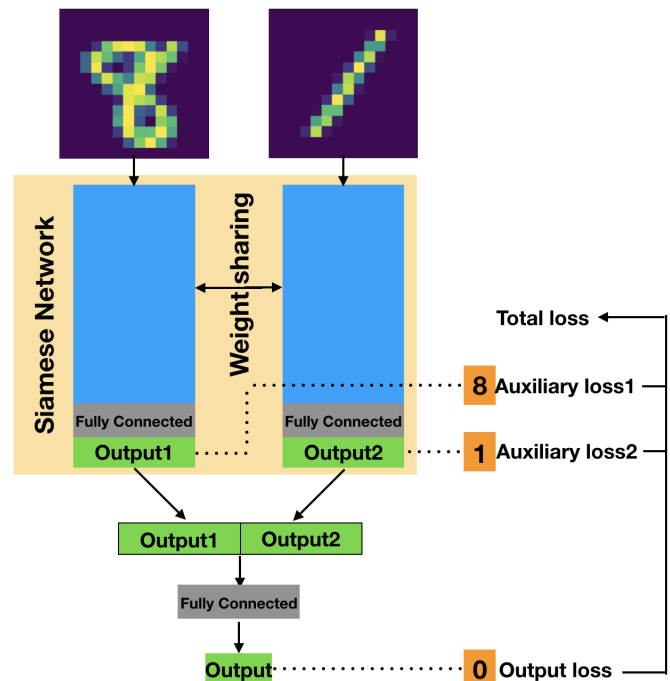 Siamese Network
Weight sharing
Total loss
8 Auxiliary loss1
Fully Connected
Fully Connected
Output1
Output2
1 Auxiliary loss2
Output1
Output2
Fully Connected
Output
0 Output loss